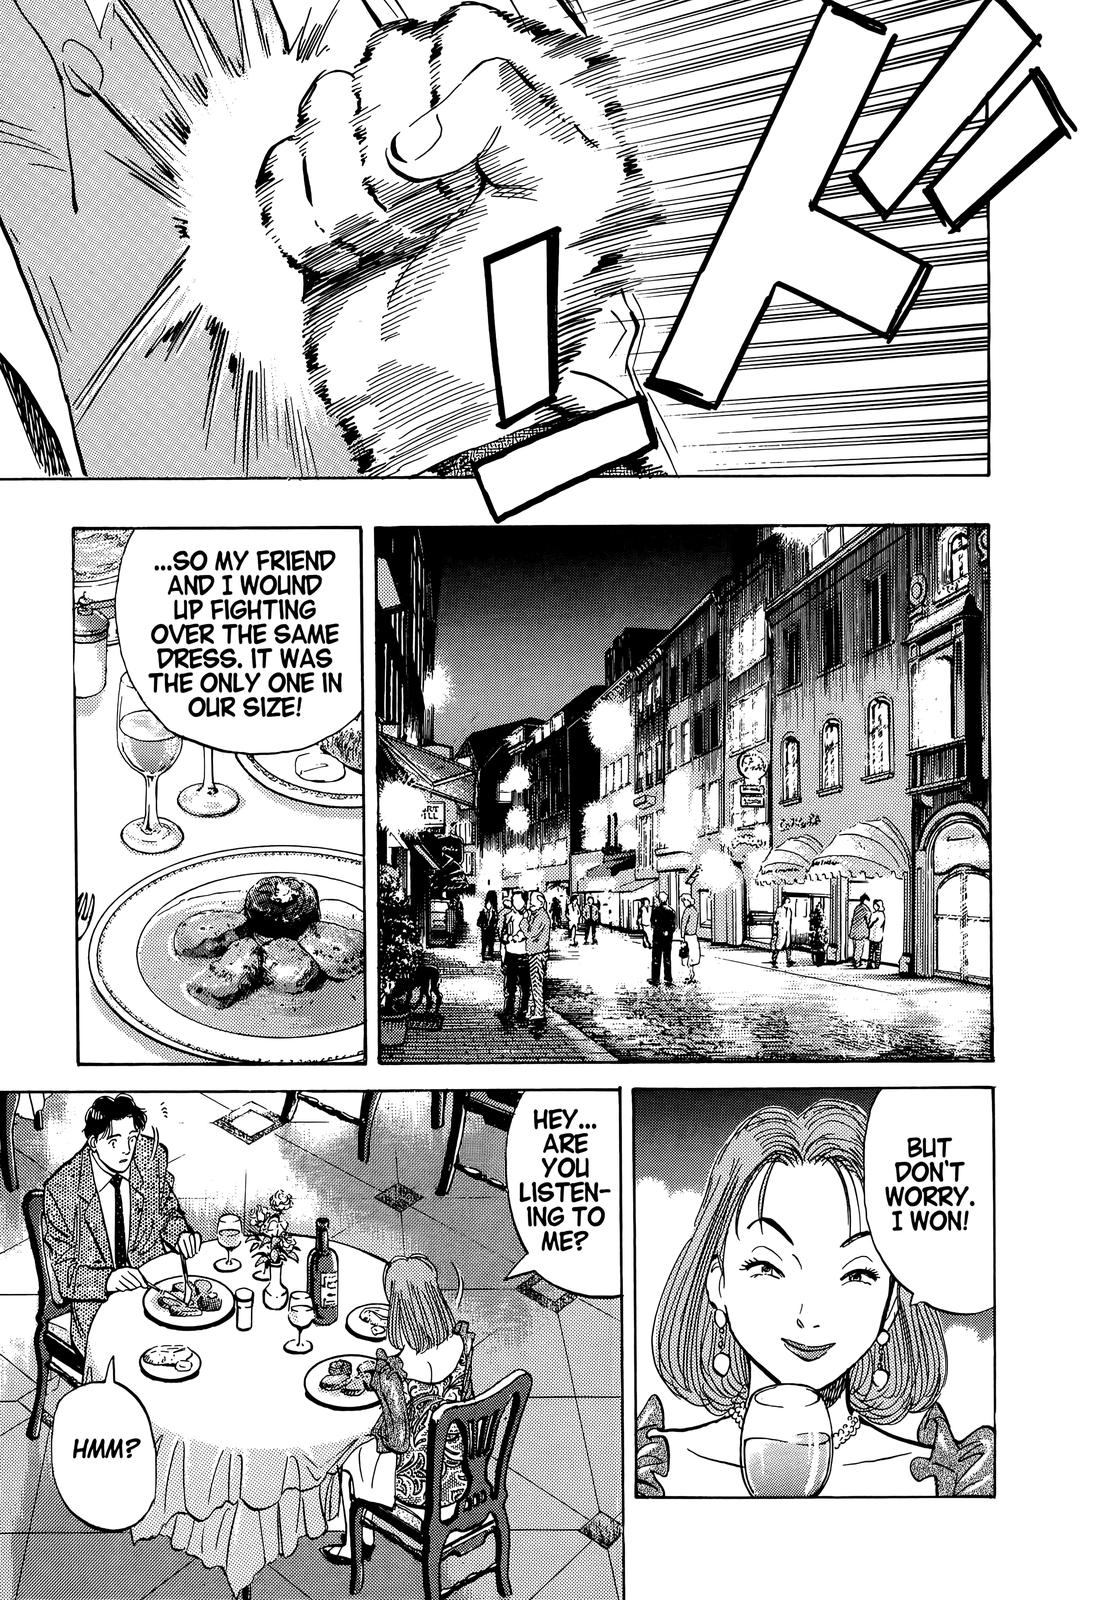 ドン
...SO MY FRIEND
AND I WOUND
UP FIGHTING
OVER THE SAME
DRESS. IT WAS
THE ONLY ONE IN
OUR SIZE!
BUT
DON'T
WORRY.
I WON!
HEY...
ARE
YOU
LISTEN-
ING TO
ME?
HMM?